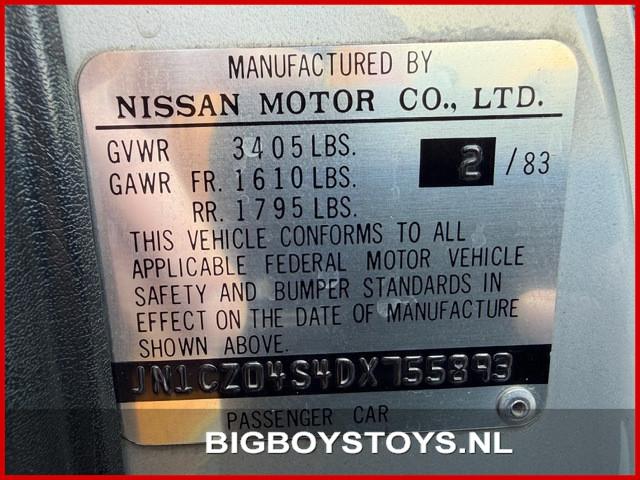 MANUFACTURED BY
NISSAN MOTOR CO., LTD.
GVWR 3405 LBS. 2 / 83
GAWR FR. 1610 LBS.
RR. 1795 LBS.
THIS VEHICLE CONFORMS TO ALL
APPLICABLE FEDERAL MOTOR VEHICLE
SAFETY AND BUMPER STANDARDS IN
EFFECT ON THE DATE OF MANUFACTURE
SHOWN ABOVE.
JN1CZ04S4DX755893
PASSENGER CAR
BIGBOYSTOYS.NL